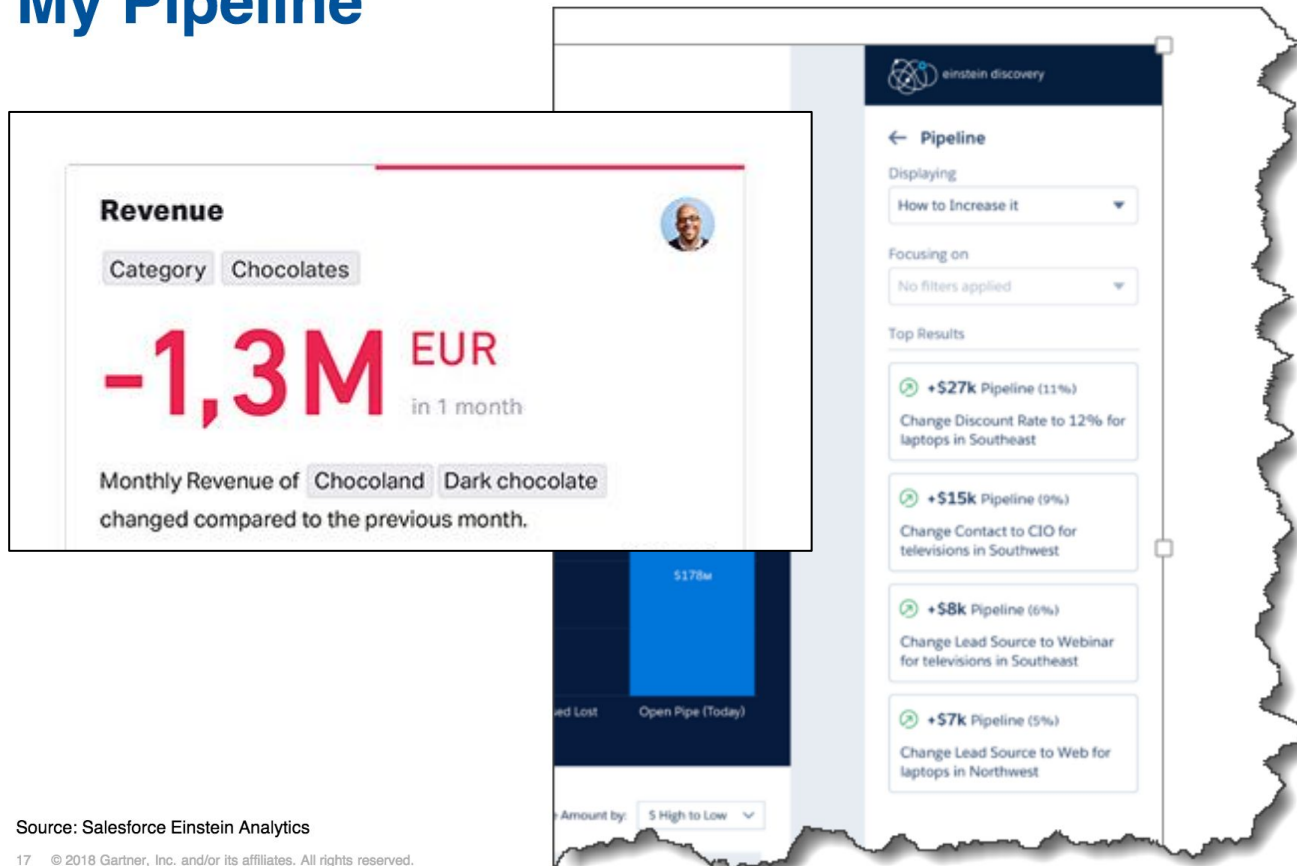 My Pipeline
Revenue
Category Chocolates
-1,3M EUR
in 1 month
Monthly Revenue of Chocoland Dark chocolate
changed compared to the previous month.
einstein discovery
← Pipeline
Displaying
How to Increase it
Focusing on
No filters applied
Top Results
+$27k Pipeline (11%)
Change Discount Rate to 12% for
laptops in Southeast
+$15k Pipeline (9%)
Change Contact to CIO for
televisions in Southwest
+$8k Pipeline (6%)
Change Lead Source to Webinar
for televisions in Southeast
+$7k Pipeline (5%)
Change Lead Source to Web for
laptops in Northwest
$178M
Lost Open Pipe (Today)
Amount by: $ High to Low
Source: Salesforce Einstein Analytics
17 © 2018 Gartner, Inc. and/or its affiliates. All rights reserved.